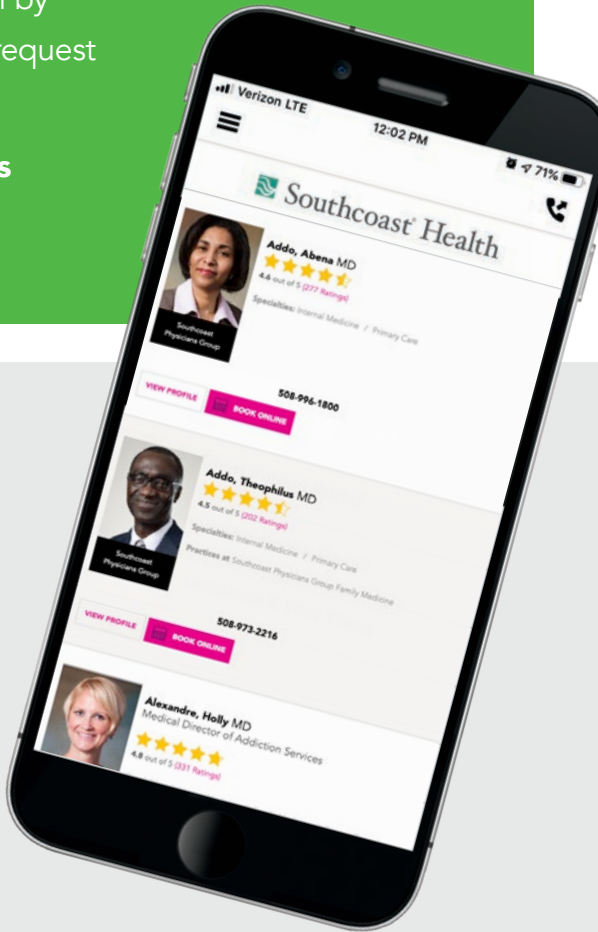 by
request
s
Verizon LTE
12:02 PM
71%
Southcoast Health
Addo, Abena MD
4.6 out of 5 (277 Ratings)
Specialties: Internal Medicine / Primary Care
Southcoast
Physicians Group
508-996-1800
VIEW PROFILE
BOOK ONLINE
Addo, Theophilus MD
4.5 out of 5 (202 Ratings)
Specialties: Internal Medicine / Primary Care
Practices at Southcoast Physicians Group Family Medicine
Southcoast
Physicians Group
508-973-2216
VIEW PROFILE
BOOK ONLINE
Alexandre, Holly MD
Medical Director of Addiction Services
4.8 out of 5 (331 Ratings)